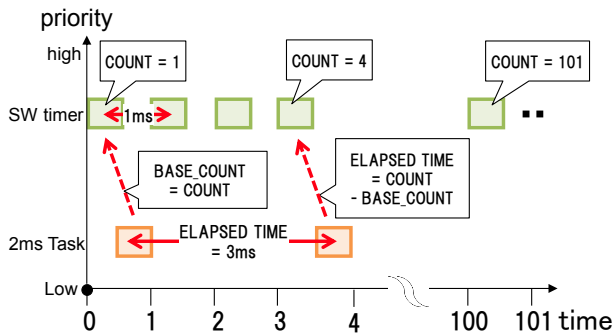 priority
high
COUNT = 1
COUNT = 4
COUNT = 101
SW timer
1ms
BASE_COUNT
= COUNT
ELAPSED TIME
= COUNT
- BASE_COUNT
2ms Task
ELAPSED TIME
= 3ms
Low
0 1 2 3 4 100 101 time